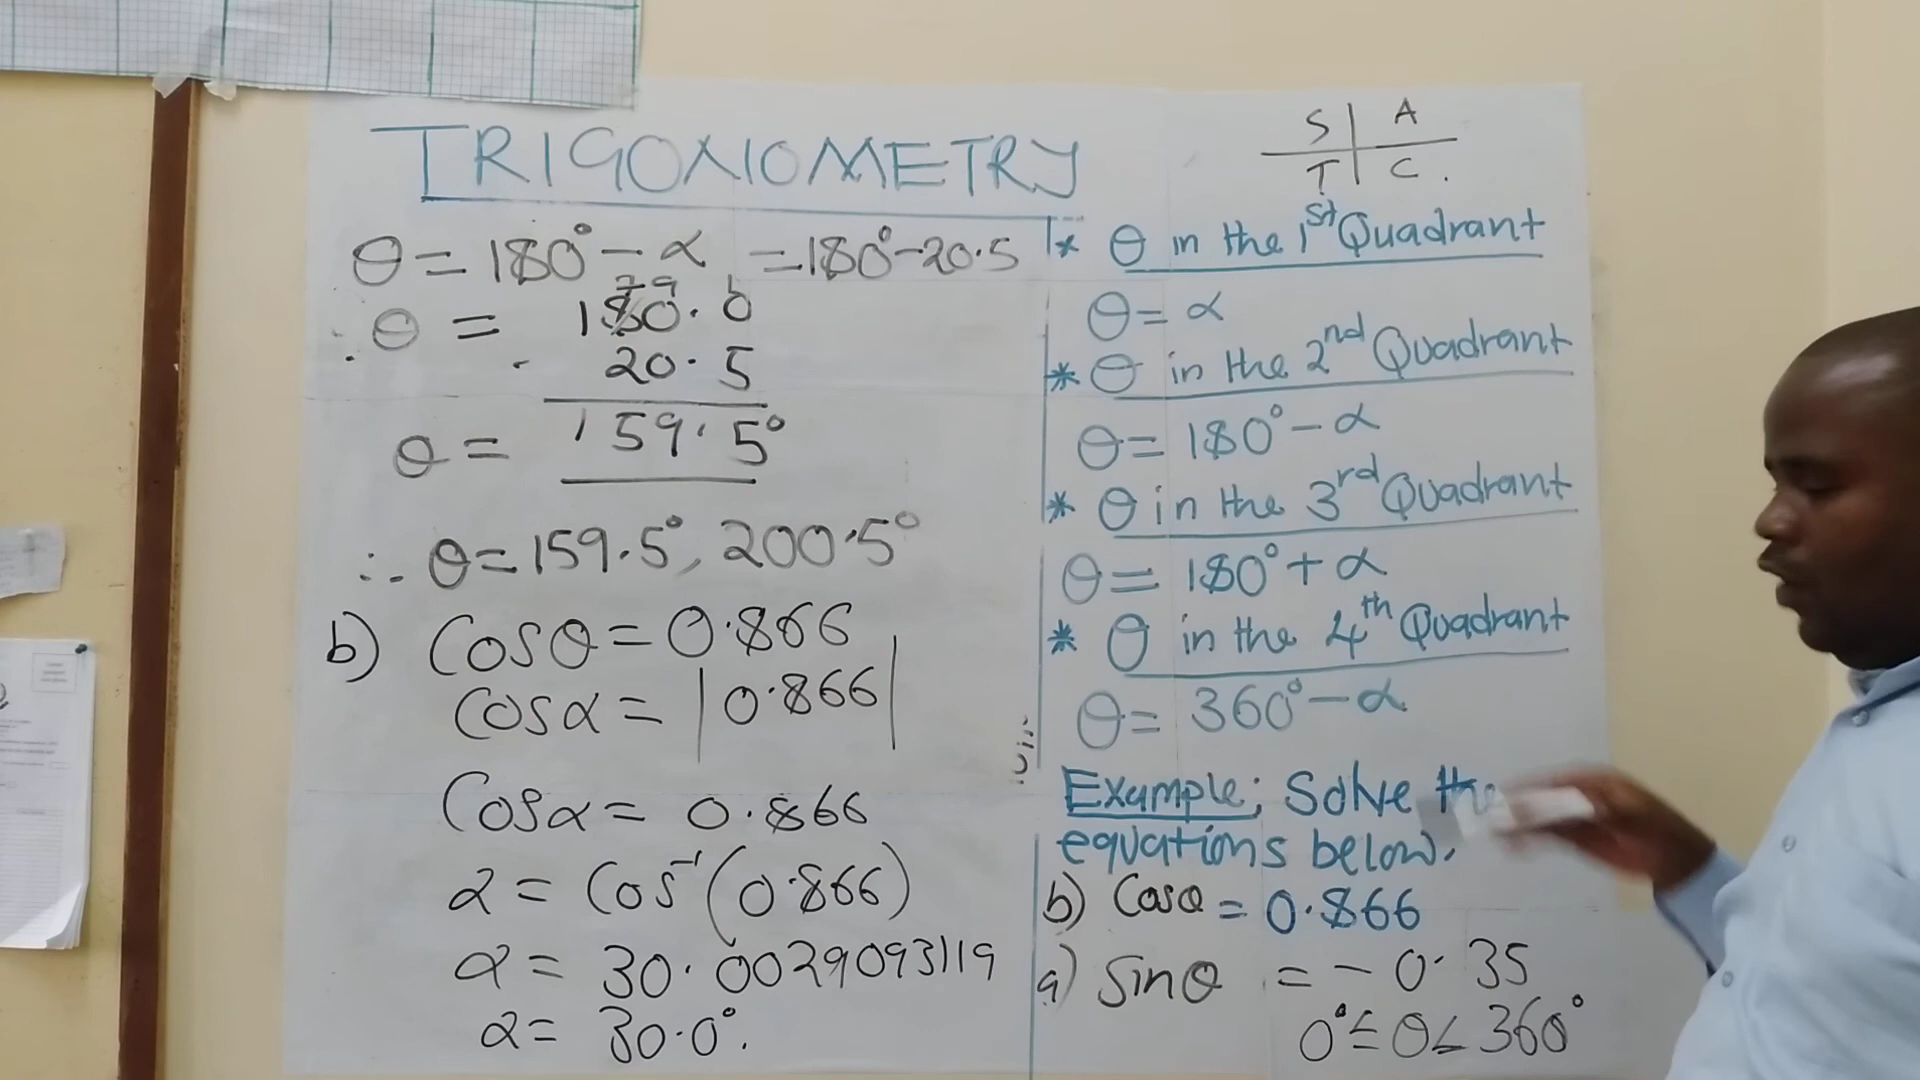 TRIGONOMETRY
θ = 180° - α = 180° - 20.5
∴ θ = 180.0
- 20.5
θ = 159.5°
∴ θ = 159.5°, 200.5°
b) Cosθ = 0.866
Cosα = |0.866|
Cosα = 0.866
α = Cos⁻¹(0.866)
α = 30.0029093119
α = 30.0°.
S A
T C.
* θ in the 1st Quadrant
θ = α
* θ in the 2nd Quadrant
θ = 180° - α
* θ in the 3rd Quadrant
θ = 180° + α
* θ in the 4th Quadrant
θ = 360° - α
Example; Solve the
equations below.
b) Cosθ = 0.866
a) Sinθ = -0.35
0° ≤ θ ≤ 360°